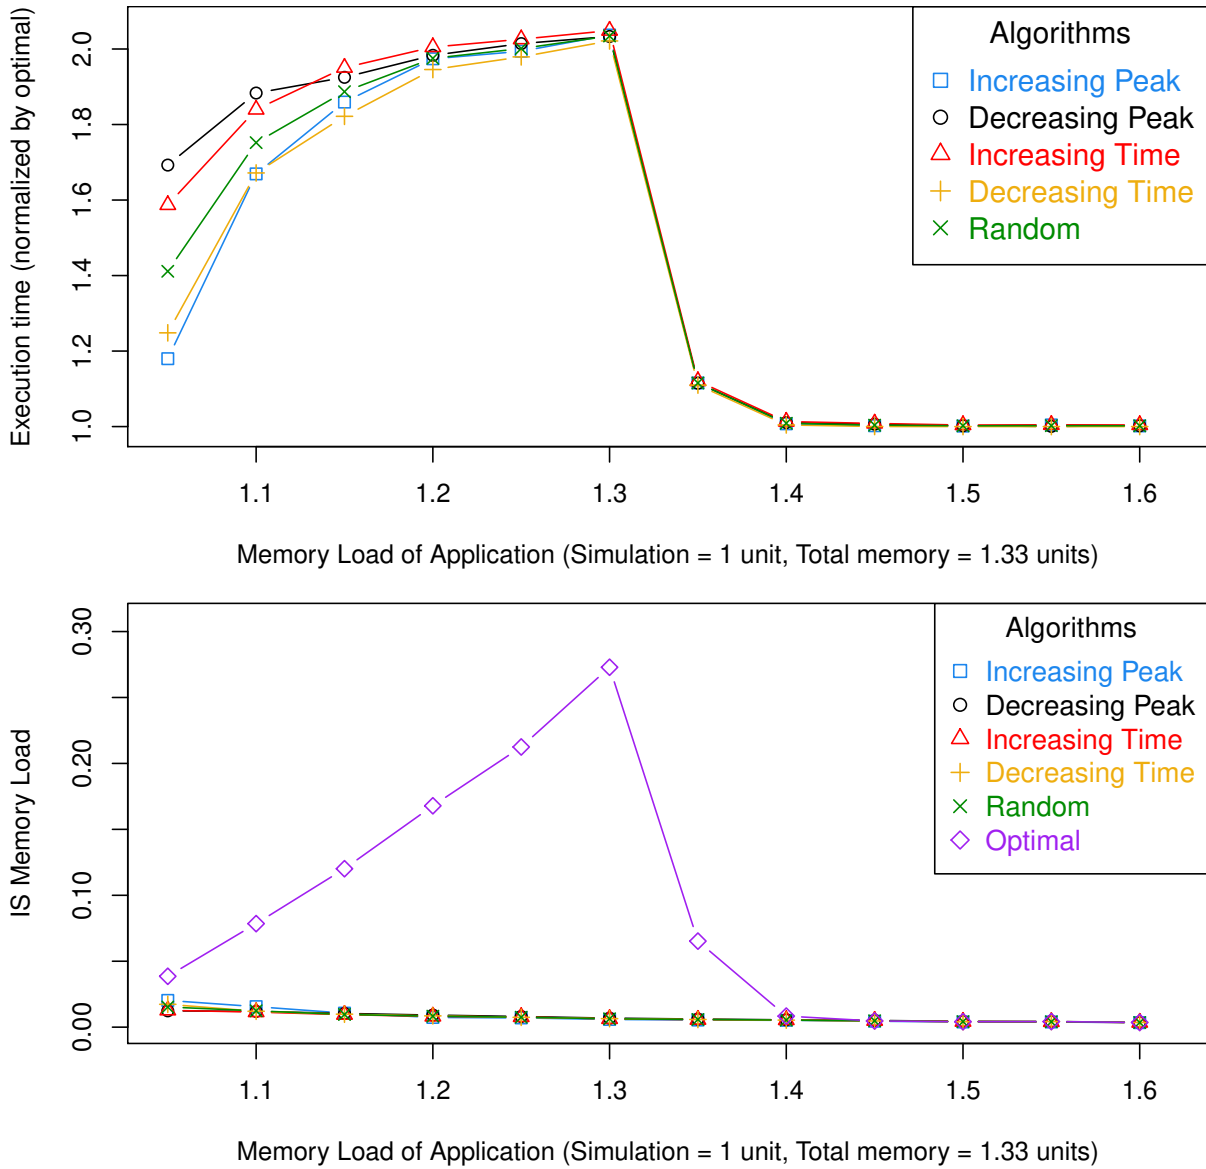 Execution time (normalized by optimal)
2.0
1.8
1.6
1.4
1.2
1.0
Algorithms
Increasing Peak
Decreasing Peak
Increasing Time
Decreasing Time
Random
1.1 1.2 1.3 1.4 1.5 1.6
Memory Load of Application (Simulation = 1 unit, Total memory = 1.33 units)
IS Memory Load
0.30
0.20
0.10
0.00
Algorithms
Increasing Peak
Decreasing Peak
Increasing Time
Decreasing Time
Random
Optimal
1.1 1.2 1.3 1.4 1.5 1.6
Memory Load of Application (Simulation = 1 unit, Total memory = 1.33 units)